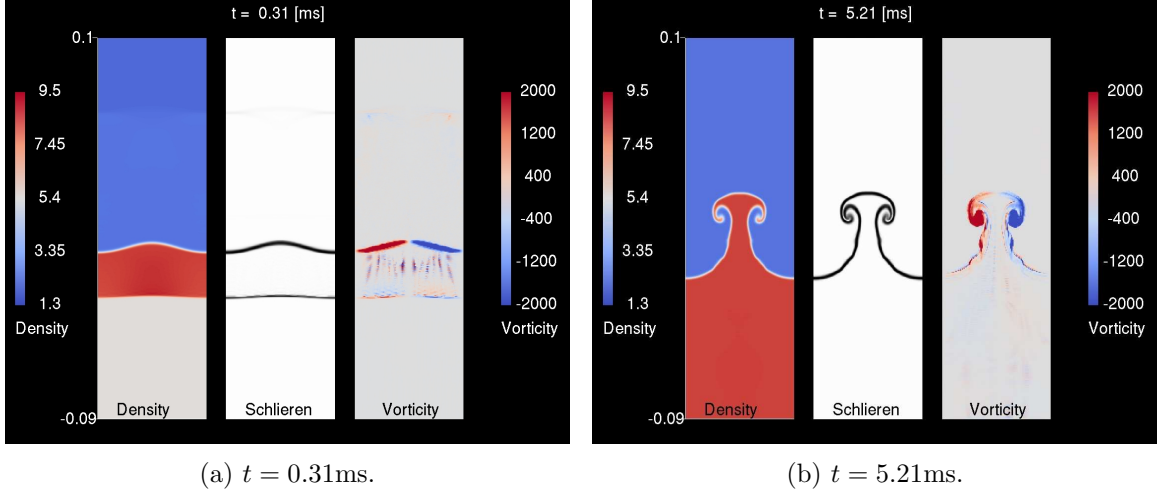 t = 0.31 [ms]
0.1
9.5
7.45
5.4
3.35
1.3
Density
-0.09
Density
Schlieren
Vorticity
2000
1200
400
-400
-1200
-2000
Vorticity
(a) t = 0.31ms.
t = 5.21 [ms]
0.1
9.5
7.45
5.4
3.35
1.3
Density
-0.09
Density
Schlieren
Vorticity
2000
1200
400
-400
-1200
-2000
Vorticity
(b) t = 5.21ms.